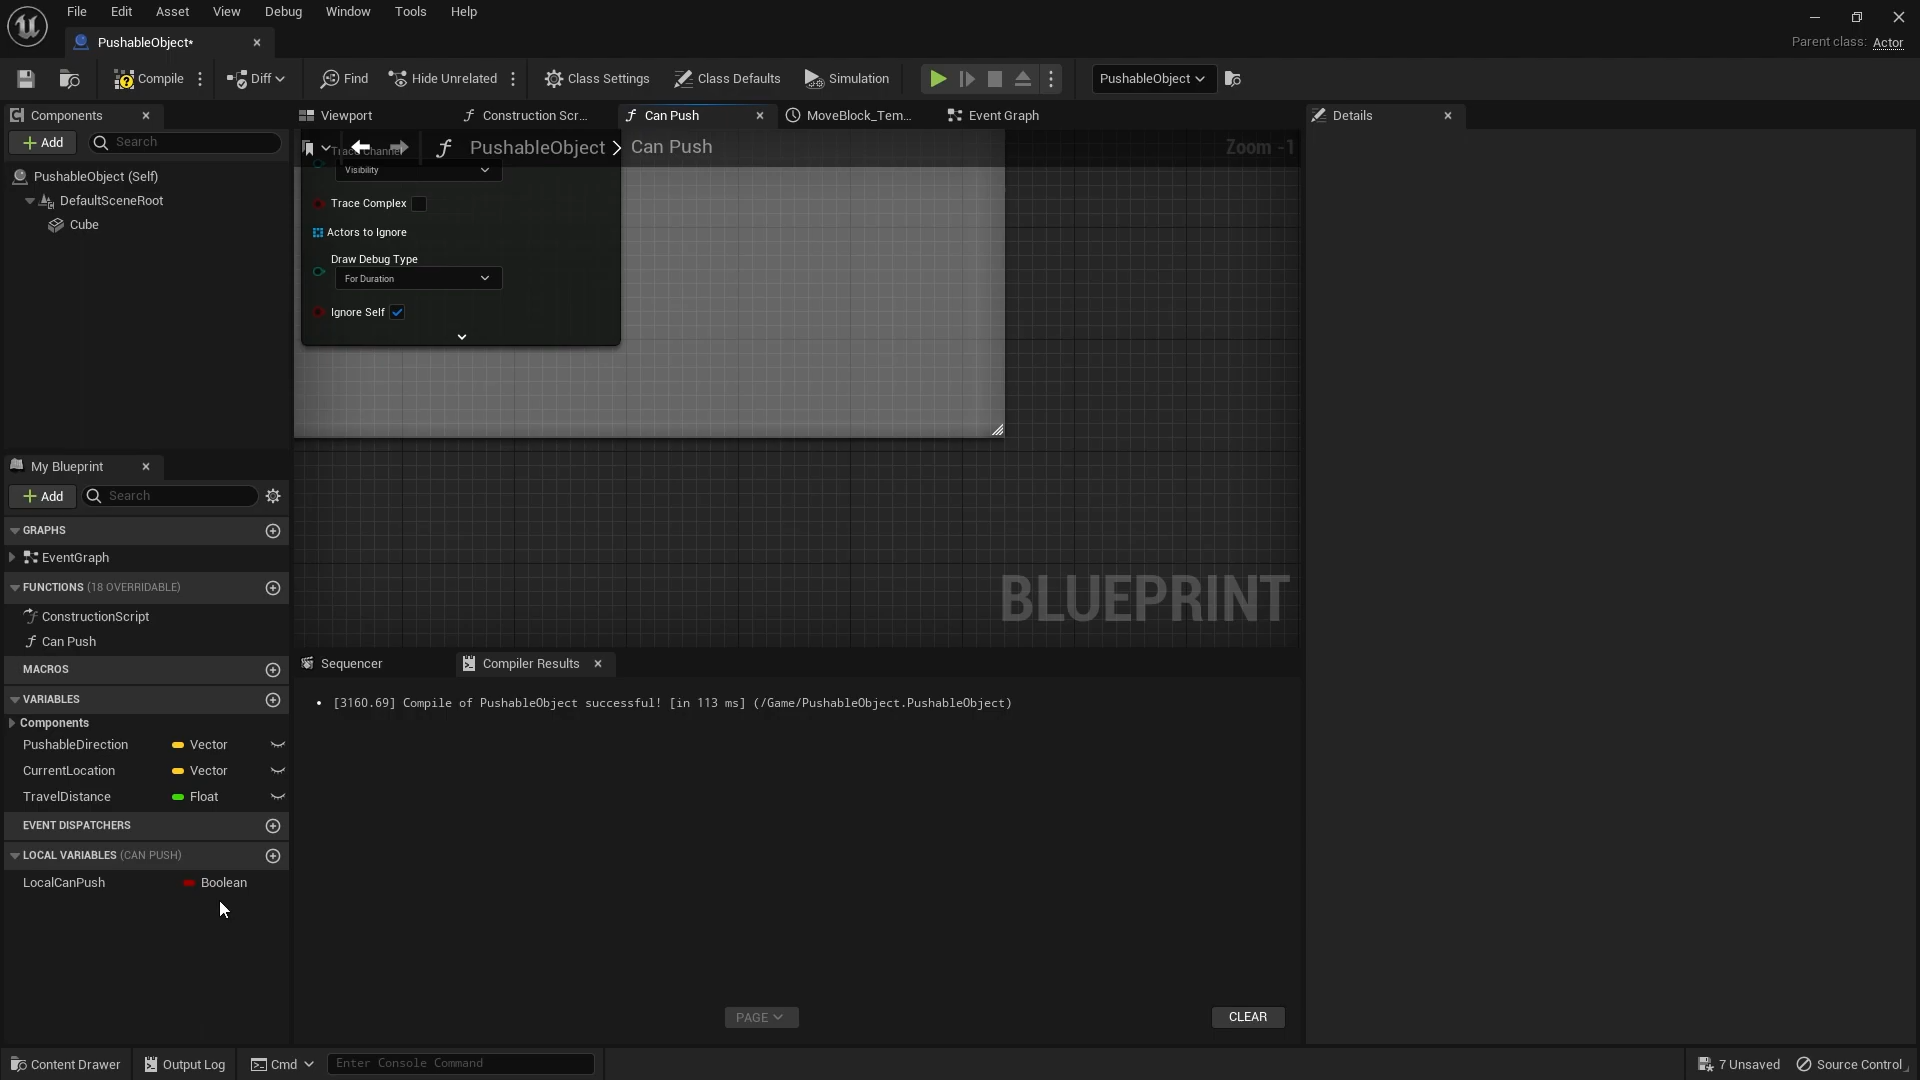 File Edit Asset View Debug Window Tools Help
PushableObject*
Parent class: Actor
Compile Diff Find Hide Unrelated Class Settings Class Defaults Simulation PushableObject
Components
Viewport Construction Scr... Can Push MoveBlock_Tem... Event Graph
Details
Add Search
PushableObject Can Push
Zoom -1
Trace Channel
Visibility
PushableObject (Self)
DefaultSceneRoot
Cube
Trace Complex
Actors to Ignore
Draw Debug Type
For Duration
Ignore Self
BLUEPRINT
My Blueprint
Add Search
GRAPHS
EventGraph
FUNCTIONS (18 OVERRIDABLE)
ConstructionScript
Can Push
MACROS
VARIABLES
Components
PushableDirection Vector
CurrentLocation Vector
TravelDistance Float
EVENT DISPATCHERS
LOCAL VARIABLES (CAN PUSH)
LocalCanPush Boolean
Sequencer Compiler Results
[3160.69] Compile of PushableObject successful! [in 113 ms] (/Game/PushableObject.PushableObject)
PAGE CLEAR
Content Drawer Output Log Cmd Enter Console Command 7 Unsaved Source Control